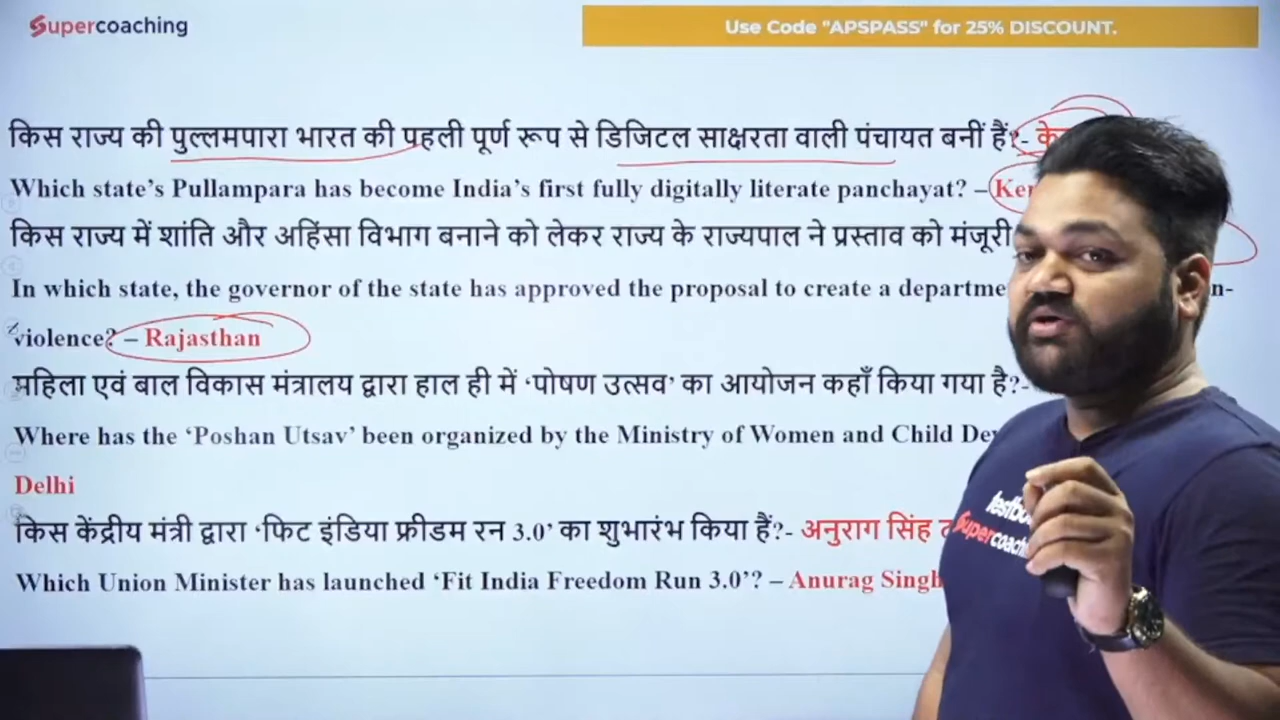 Supercoaching
Use Code "APSPASS" for 25% DISCOUNT.
किस राज्य की पुल्लमपारा भारत की पहली पूर्ण रूप से डिजिटल साक्षरता वाली पंचायत बनीं हैं?-
Which state’s Pullampara has become India’s first fully digitally literate panchayat? –
किस राज्य में शांति और अहिंसा विभाग बनाने को लेकर राज्य के राज्यपाल ने प्रस्ताव को मंजूरी
In which state, the governor of the state has approved the proposal to create a
violence? – Rajasthan
महिला एवं बाल विकास मंत्रालय द्वारा हाल ही में ‘पोषण उत्सव’ का आयोजन कहाँ किया गया है?-
Where has the ‘Poshan Utsav’ been organized by the Ministry of Women and Child
Delhi
किस केंद्रीय मंत्री द्वारा ‘फिट इंडिया फ्रीडम रन 3.0’ का शुभारंभ किया हैं?- अनुराग सिंह
Which Union Minister has launched ‘Fit India Freedom Run 3.0’? – Anurag Singh